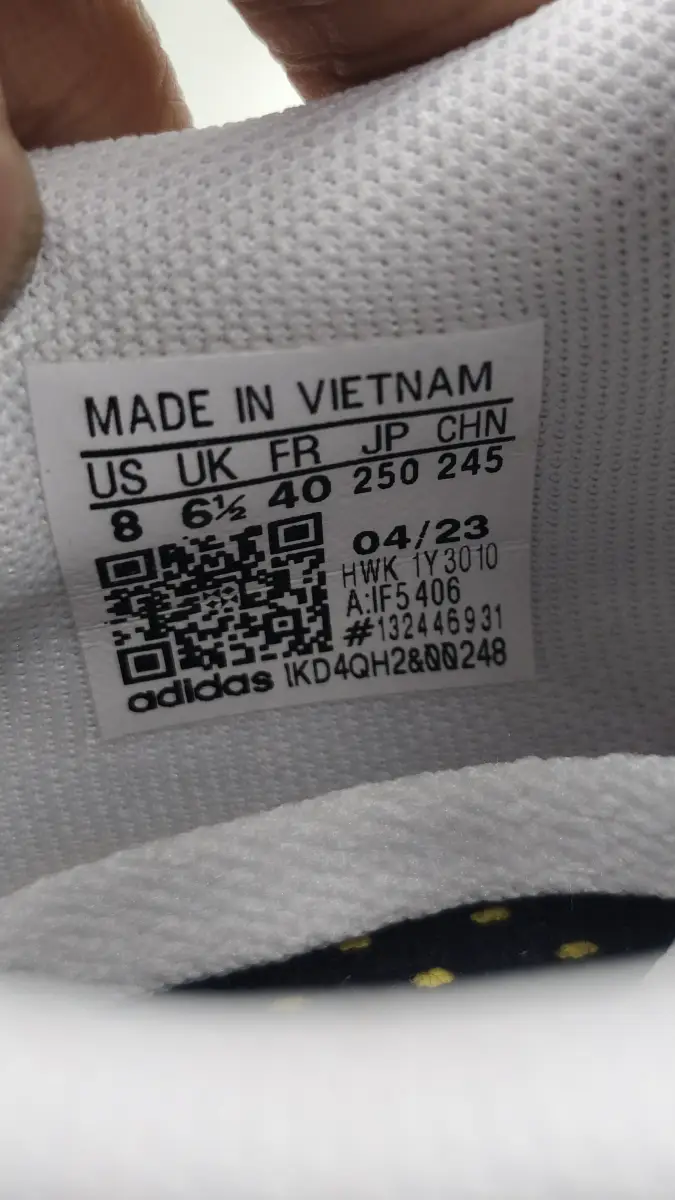 MADE IN VIETNAM
US UK FR JP CHN
8 6½ 40 250 245
04/23
HWK 1Y3010
A:IF5406
#132446931
adidas IKD4QH2&00248